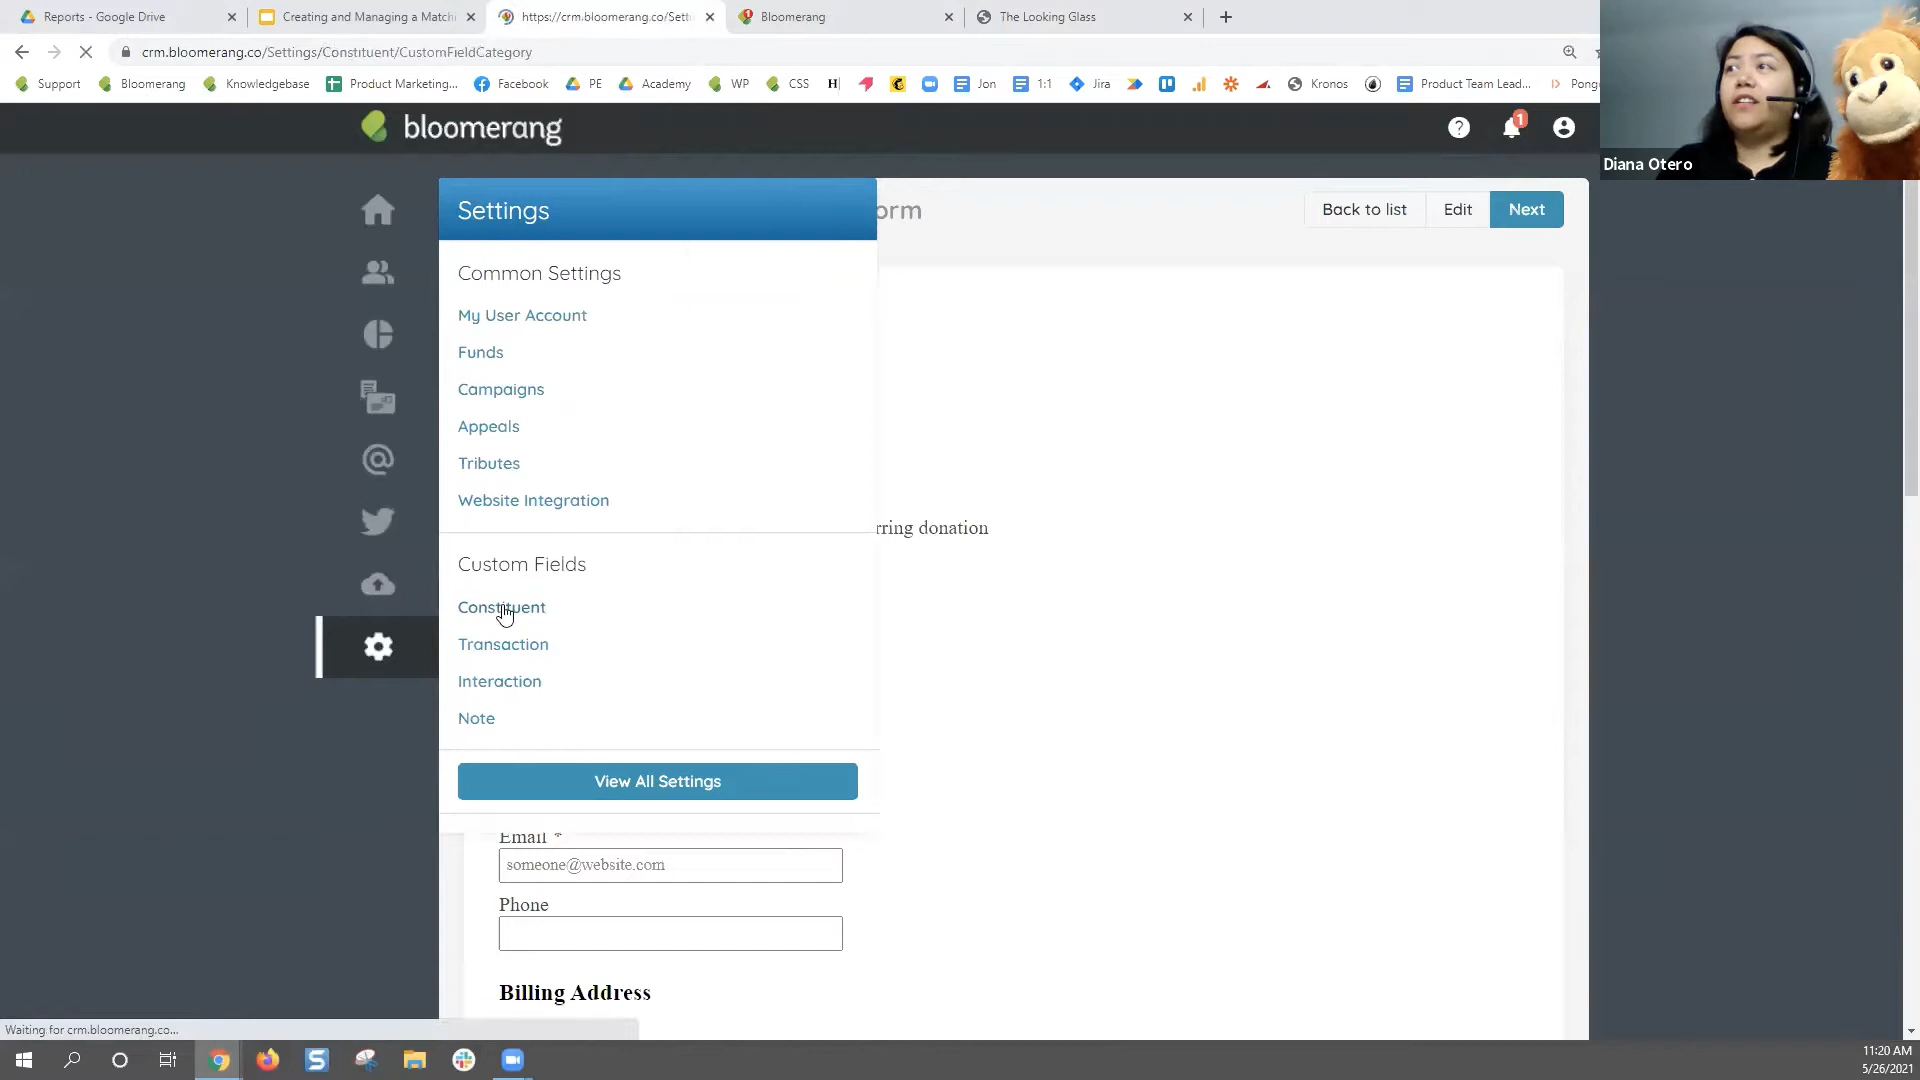 Reports - Google Drive
Creating and Managing a Matchi
https://crm.bloomerang.co/Setti
Bloomerang
The Looking Glass
crm.bloomerang.co/Settings/Constituent/CustomFieldCategory
Support
Bloomerang
Knowledgebase
Product Marketing...
Facebook
PE
Academy
WP
CSS
H
Jon
1:1
Jira
Kronos
Product Team Lead...
Pong
bloomerang
1
Diana Otero
Settings
orm
Back to list
Edit
Next
Common Settings
My User Account
Funds
Campaigns
Appeals
Tributes
Website Integration
rring donation
Custom Fields
Constituent
Transaction
Interaction
Note
View All Settings
Email *
someone@website.com
Phone
Billing Address
Waiting for crm.bloomerang.co...
11:20 AM
5/26/2021